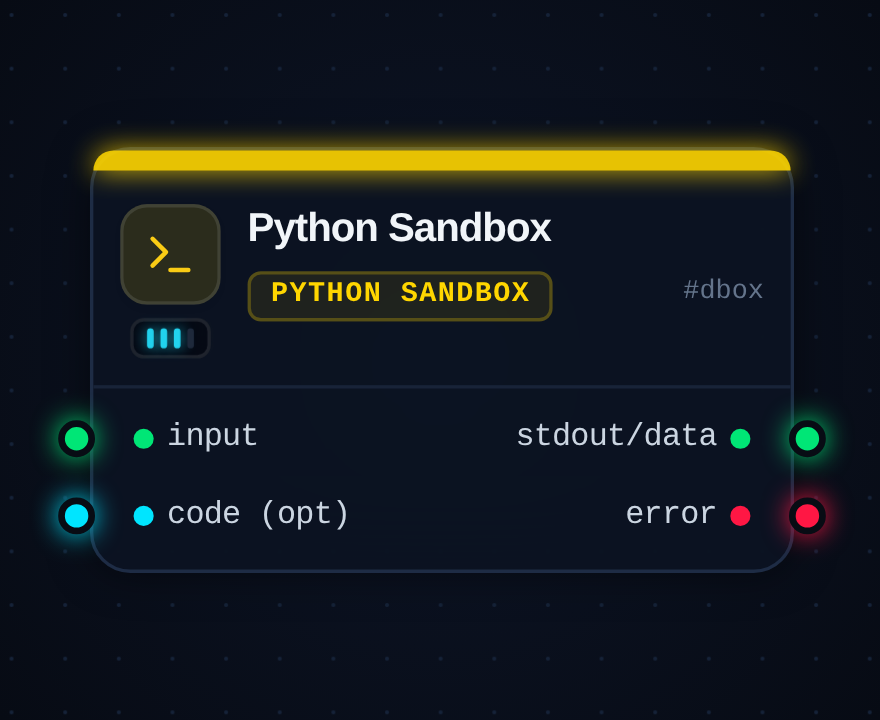 Python Sandbox
PYTHON SANDBOX
#dbox
input
stdout/data
code (opt)
error